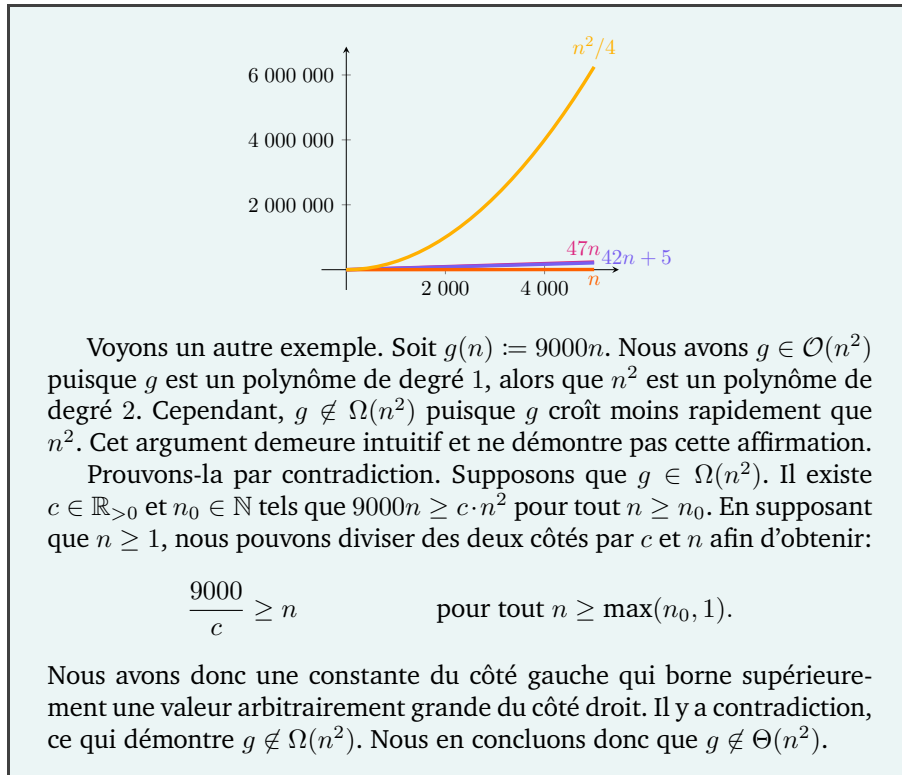 n²/4
6 000 000
4 000 000
2 000 000
47n
42n + 5
n
2 000
4 000
Voyons un autre exemple. Soit g(n) ≔ 9000n. Nous avons g ∈ 𝒪(n²)
puisque g est un polynôme de degré 1, alors que n² est un polynôme de
degré 2. Cependant, g ∉ Ω(n²) puisque g croît moins rapidement que
n². Cet argument demeure intuitif et ne démontre pas cette affirmation.
Prouvons-la par contradiction. Supposons que g ∈ Ω(n²). Il existe
c ∈ ℝ>0 et n₀ ∈ ℕ tels que 9000n ≥ c·n² pour tout n ≥ n₀. En supposant
que n ≥ 1, nous pouvons diviser des deux côtés par c et n afin d'obtenir:
9000/c ≥ n pour tout n ≥ max(n₀, 1).
Nous avons donc une constante du côté gauche qui borne supérieure-
ment une valeur arbitrairement grande du côté droit. Il y a contradiction,
ce qui démontre g ∉ Ω(n²). Nous en concluons donc que g ∉ Θ(n²).